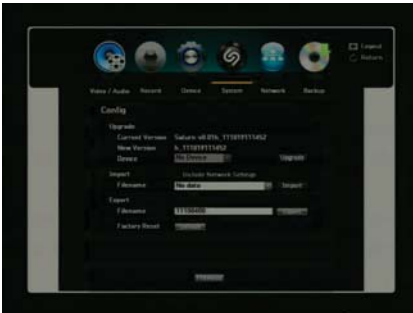 Legend
Return
Video / Audio Record Device System Network Backup
Config
Upgrade
Current Version
New Version
Device No Device Upgrade
Import Include Network Settings
Filename No data Import
Export
Filename
Factory Reset